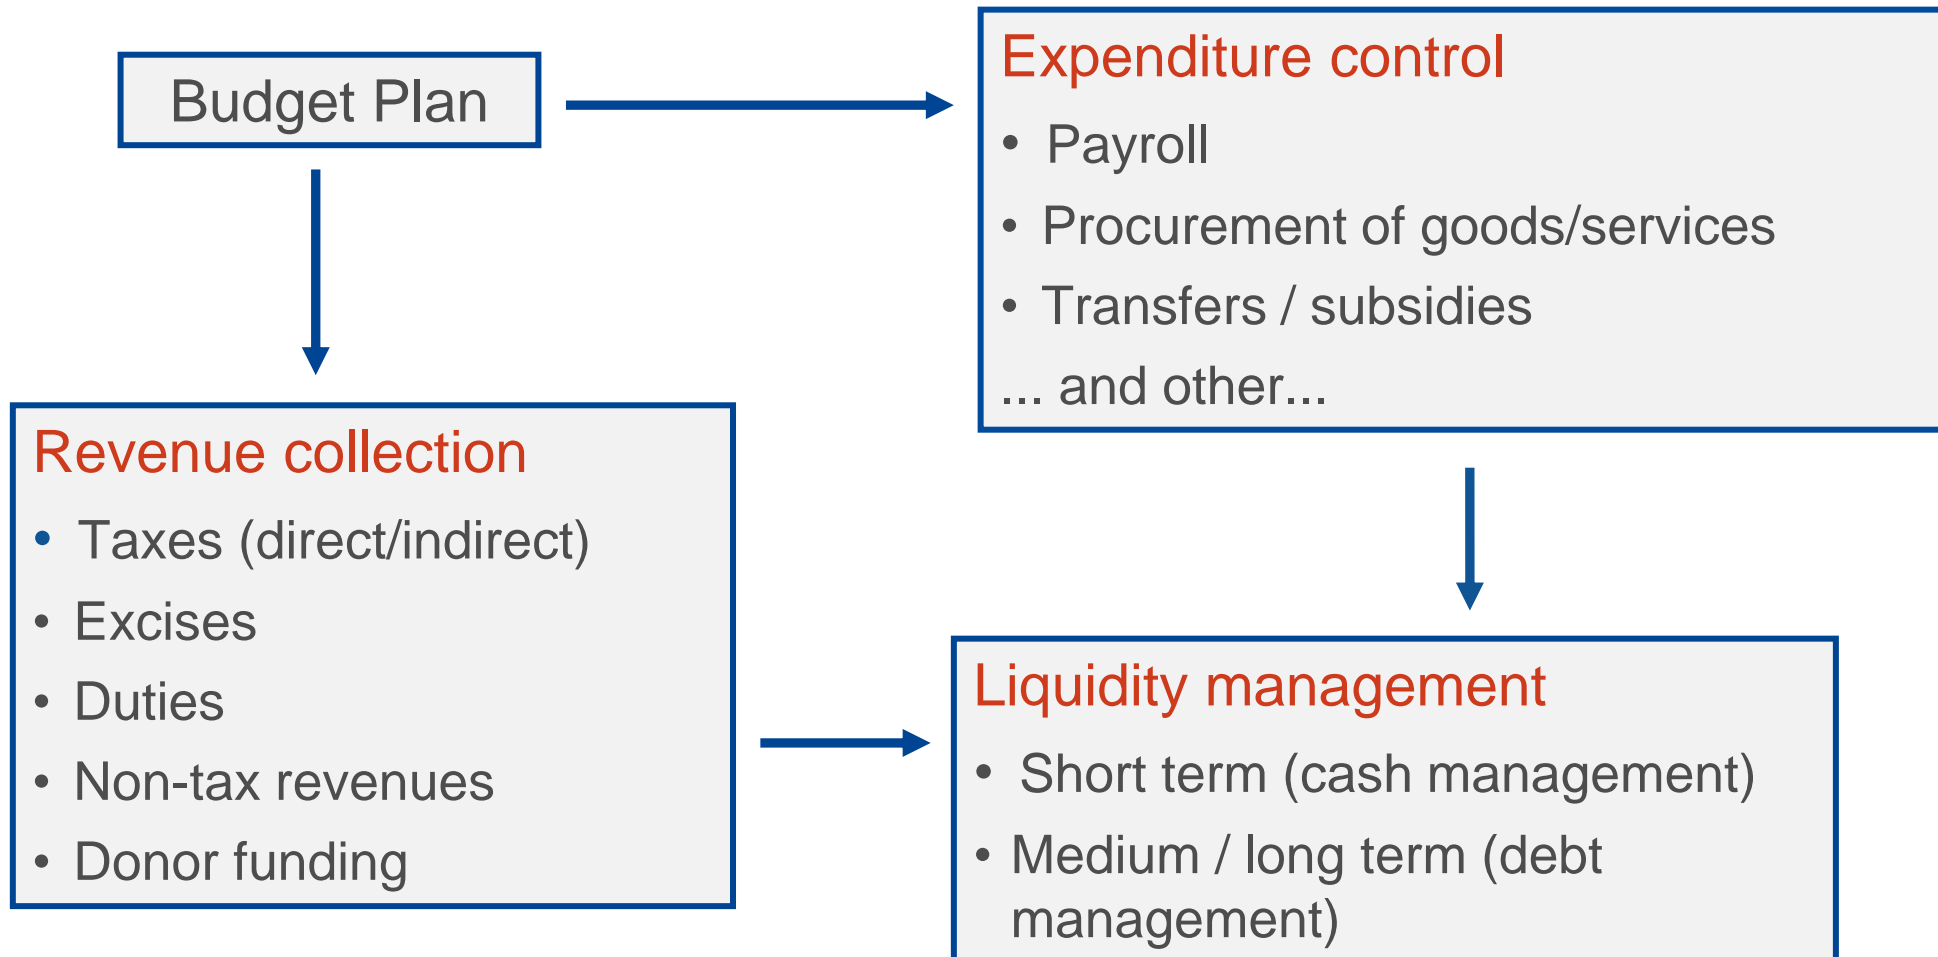 Budget Plan
Expenditure control
• Payroll
• Procurement of goods/services
• Transfers / subsidies
... and other...
Revenue collection
• Taxes (direct/indirect)
• Excises
• Duties
• Non-tax revenues
• Donor funding
Liquidity management
• Short term (cash management)
• Medium / long term (debt
management)